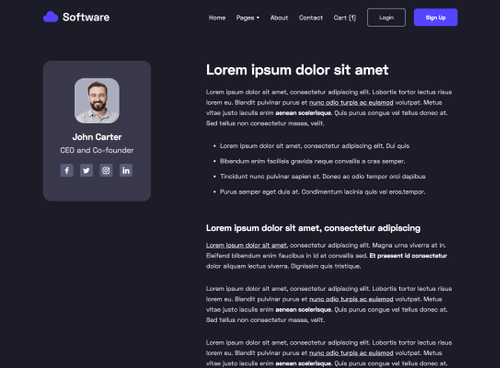 Software
Home Pages About Contact Cart (1) Login Sign Up
John Carter
CEO and Co-founder
Lorem ipsum dolor sit amet
Lorem ipsum dolor sit amet, consectetur adipiscing elit. Lobortis tortor lectus risus
lorem eu. Blandit pulvinar purus et nunc odio turpis ac euismod volutpat. Metus
vitae justo iaculis enim aenean scelerisque. Quis purus congue vel tellus donec at.
Sed tellus non consectetur massa, velit.
Lorem ipsum dolor sit amet, consectetur adipiscing elit. Dui quis
Bibendum enim facilisis gravida neque convallis a cras semper.
Tincidunt nunc pulvinar sapien et. Donec ac odio tempor orci dapibus
Purus semper eget duis at. Condimentum lacinia quis vel eros,tempor.
Lorem ipsum dolor sit amet, consectetur adipiscing
Lorem ipsum dolor sit amet, consectetur adipiscing elit. Magna urna viverra at in.
Eleifend bibendum enim faucibus in id et convallis sed. Et praesent id consectetur
dolor aliquam lectus viverra. Dignissim quis tristique.
Lorem ipsum dolor sit amet, consectetur adipiscing elit. Lobortis tortor lectus risus
lorem eu. Blandit pulvinar purus et nunc odio turpis ac euismod volutpat. Metus
vitae justo iaculis enim aenean scelerisque. Quis purus congue vel tellus donec at.
Sed tellus non consectetur massa, velit.
Lorem ipsum dolor sit amet, consectetur adipiscing elit. Lobortis tortor lectus risus
lorem eu. Blandit pulvinar purus et nunc odio turpis ac euismod volutpat. Metus
vitae justo iaculis enim aenean scelerisque. Quis purus congue vel tellus donec at.